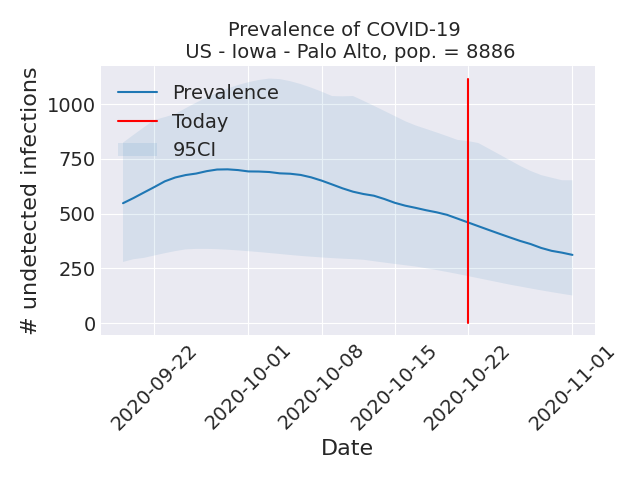 Prevalence of COVID-19
US - Iowa - Palo Alto, pop. = 8886
# undetected infections
1000
750
500
250
0
Prevalence
Today
95CI
2020-09-22
2020-10-01
2020-10-08
2020-10-15
2020-10-22
2020-11-01
Date